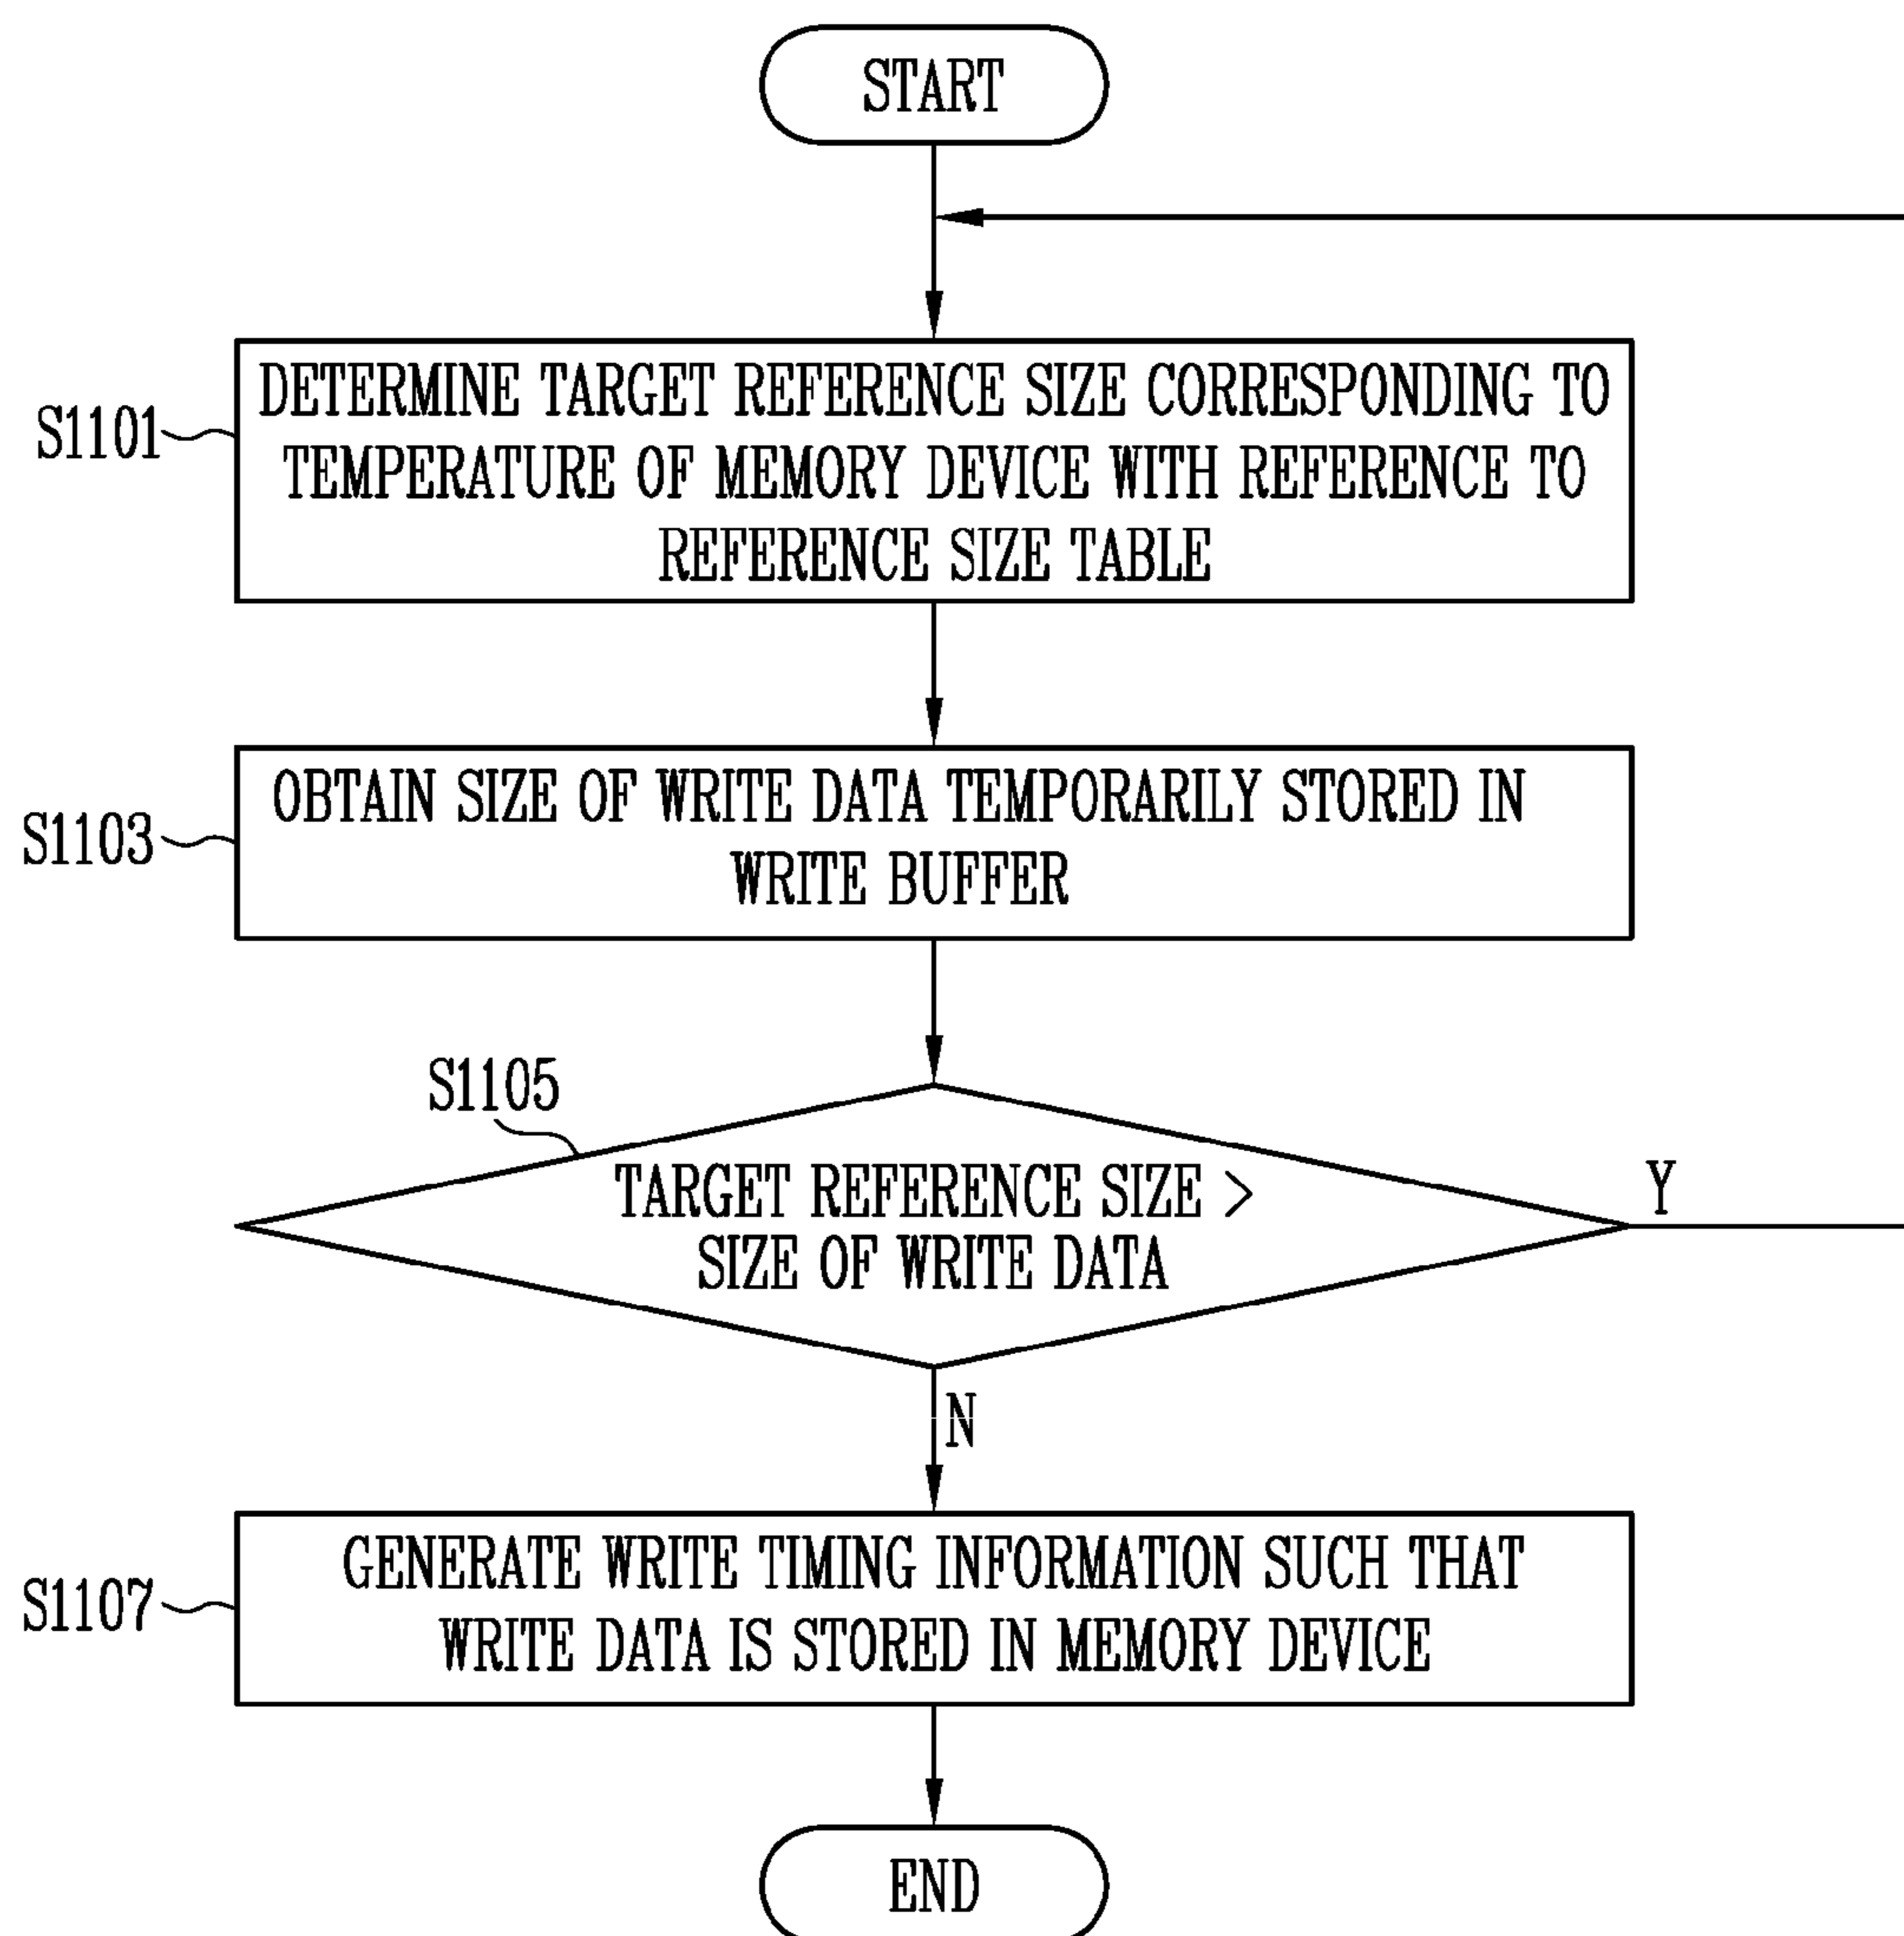 START
S1101
DETERMINE TARGET REFERENCE SIZE CORRESPONDING TO
TEMPERATURE OF MEMORY DEVICE WITH REFERENCE TO
REFERENCE SIZE TABLE
S1103
OBTAIN SIZE OF WRITE DATA TEMPORARILY STORED IN
WRITE BUFFER
S1105
TARGET REFERENCE SIZE >
SIZE OF WRITE DATA
Y
N
S1107
GENERATE WRITE TIMING INFORMATION SUCH THAT
WRITE DATA IS STORED IN MEMORY DEVICE
END